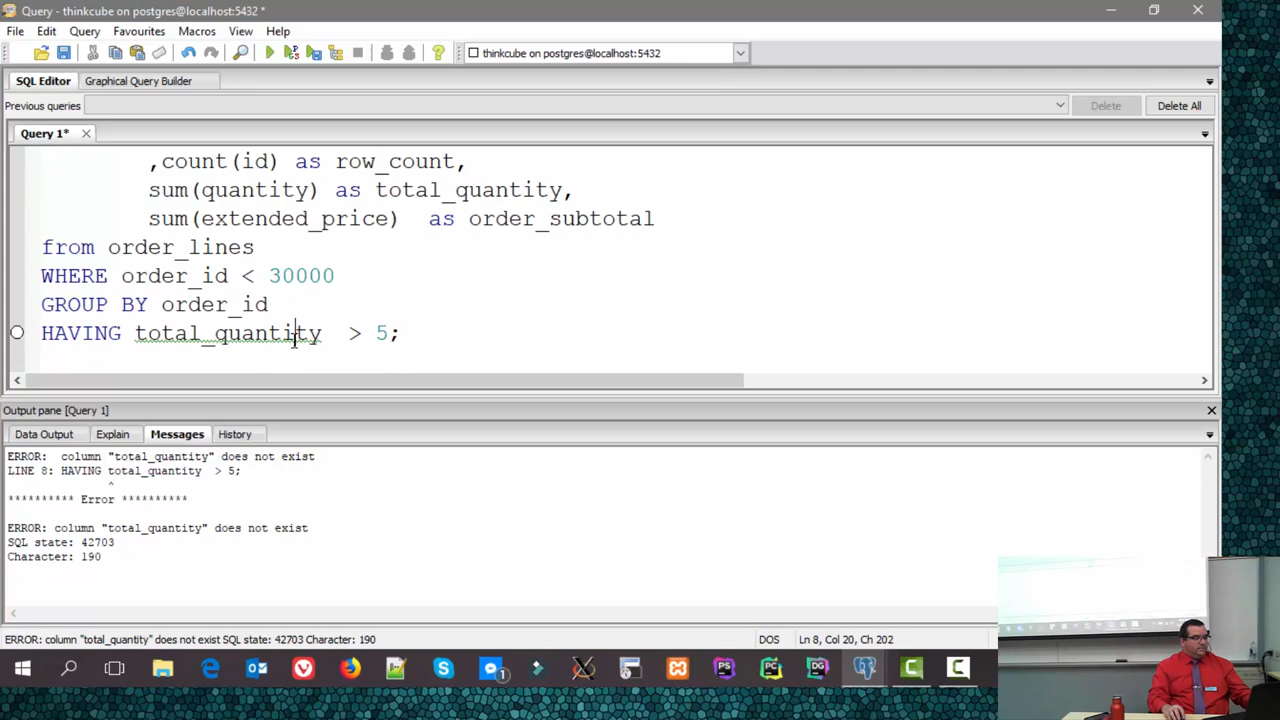 Query - thinkcube on postgres@localhost:5432 *
File Edit Query Favourites Macros View Help
thinkcube on postgres@localhost:5432
SQL Editor Graphical Query Builder
Previous queries Delete Delete All
Query 1*
,count(id) as row_count,
sum(quantity) as total_quantity,
sum(extended_price) as order_subtotal
from order_lines
WHERE order_id < 30000
GROUP BY order_id
HAVING total_quantity > 5;
Output pane [Query 1]
Data Output Explain Messages History
ERROR: column "total_quantity" does not exist
LINE 8: HAVING total_quantity > 5;
^
********** Error **********
ERROR: column "total_quantity" does not exist
SQL state: 42703
Character: 190
ERROR: column "total_quantity" does not exist SQL state: 42703 Character: 190 DOS Ln 8, Col 20, Ch 202
1 PS PC DG